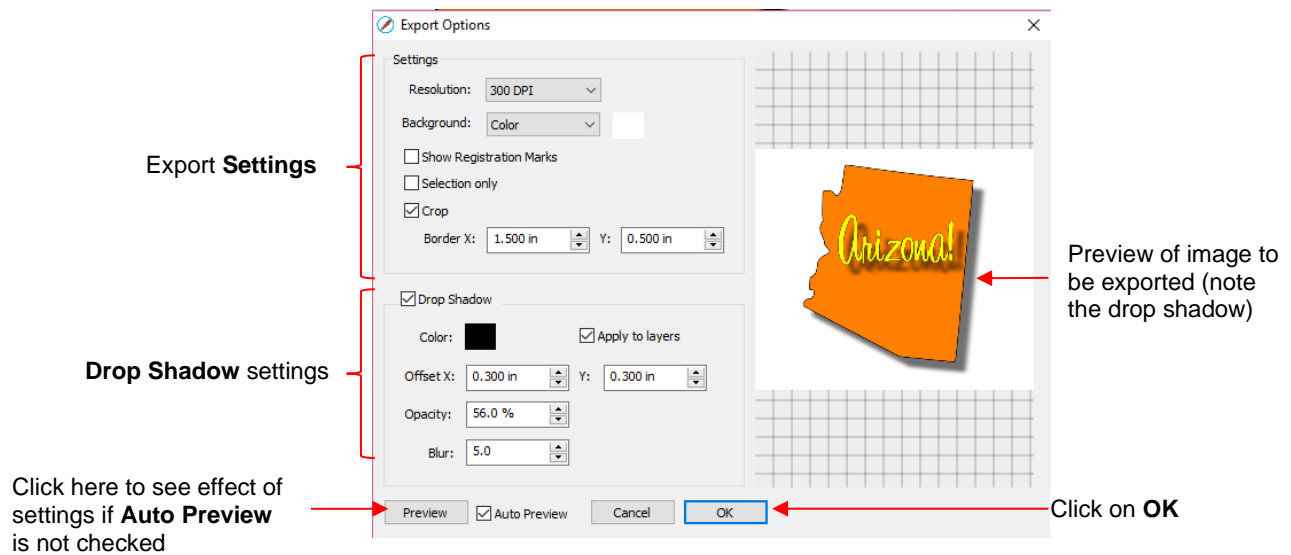 Export Options
Settings
Resolution: 300 DPI
Background: Color
Show Registration Marks
Selection only
Crop
Border X: 1.500 in Y: 0.500 in
Export Settings
Drop Shadow
Color: Apply to layers
Offset X: 0.300 in Y: 0.300 in
Opacity: 56.0 %
Blur: 5.0
Drop Shadow settings
Arizona!
Preview of image to
be exported (note
the drop shadow)
Click here to see effect of
settings if Auto Preview
is not checked
Preview Auto Preview Cancel OK
Click on OK